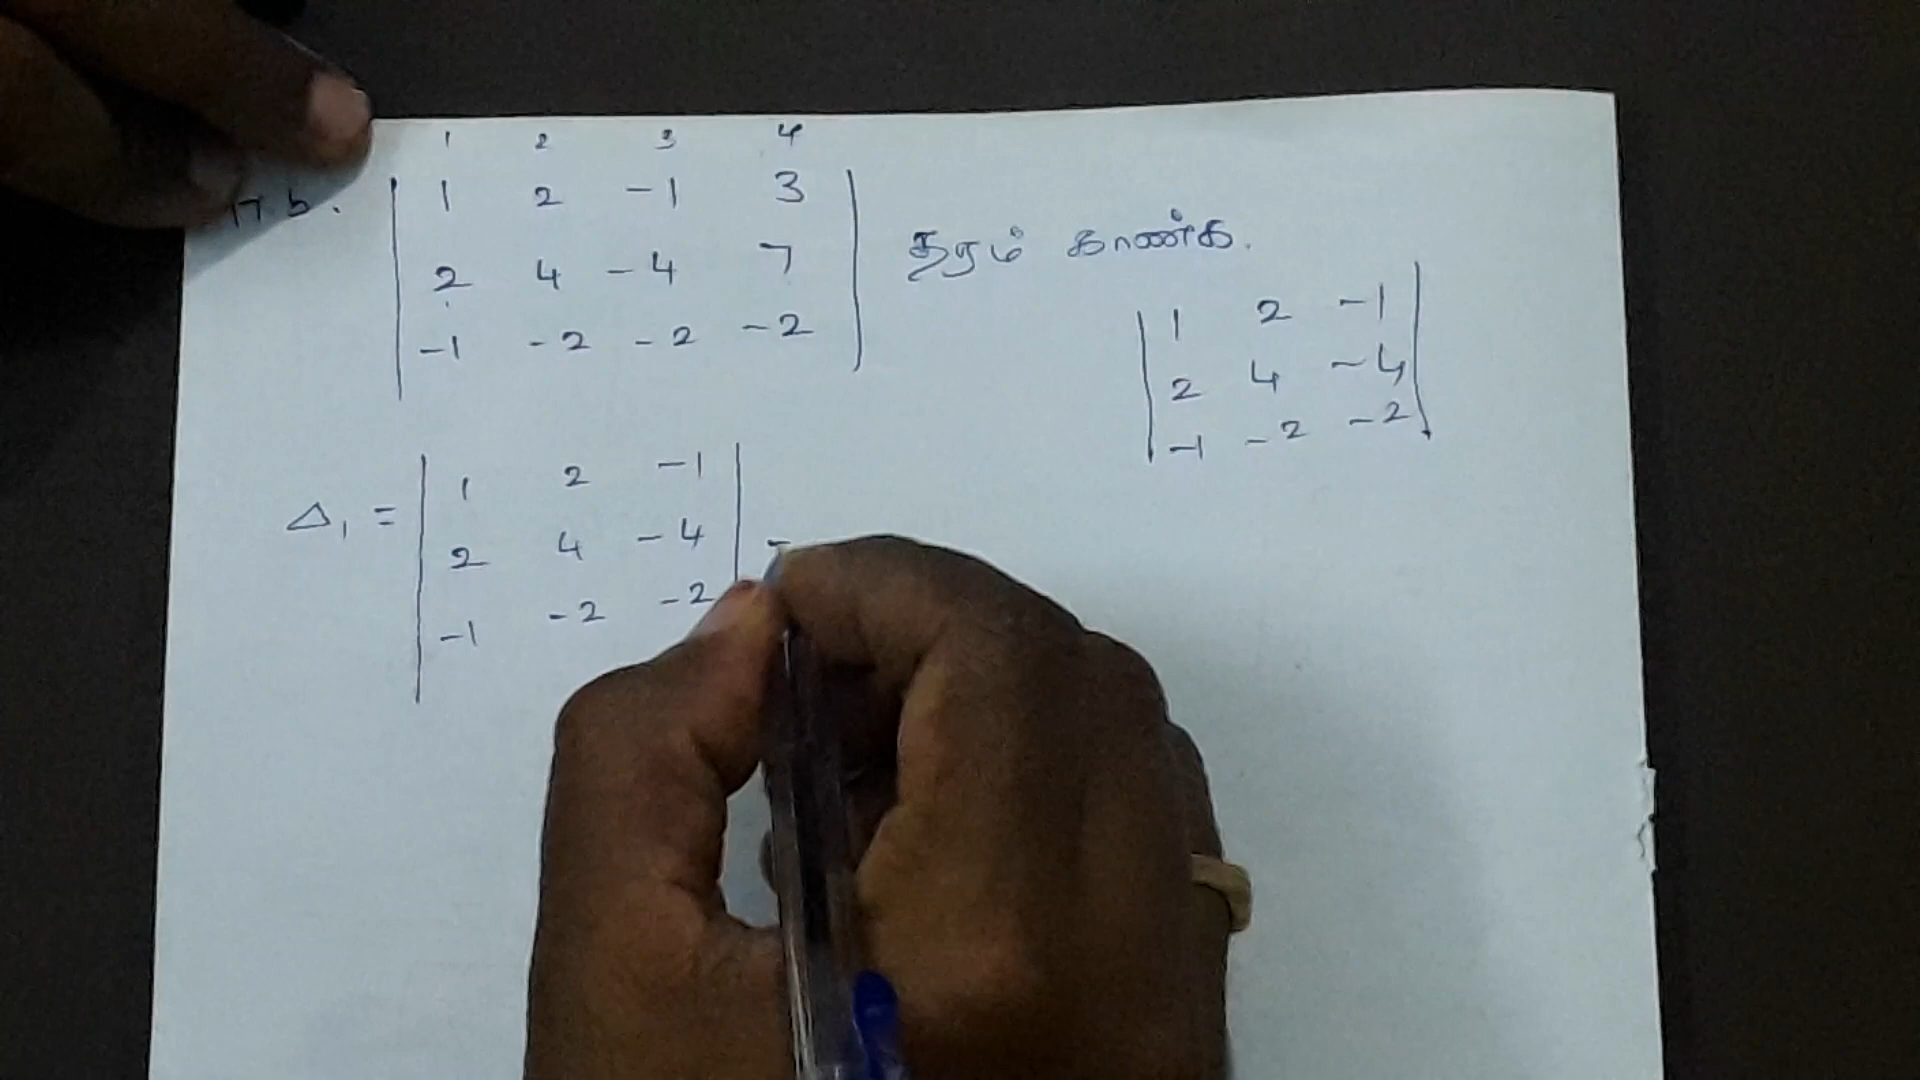 1 2 3 4
17 b. | 1 2 -1 3 |
| 2 4 -4 7 | தரம் காண்க.
| -1 -2 -2 -2 |
| 1 2 -1 |
| 2 4 -4 |
| -1 -2 -2 |
| 1 2 -1 |
Δ₁ = | 2 4 -4 | -
| -1 -2 -2